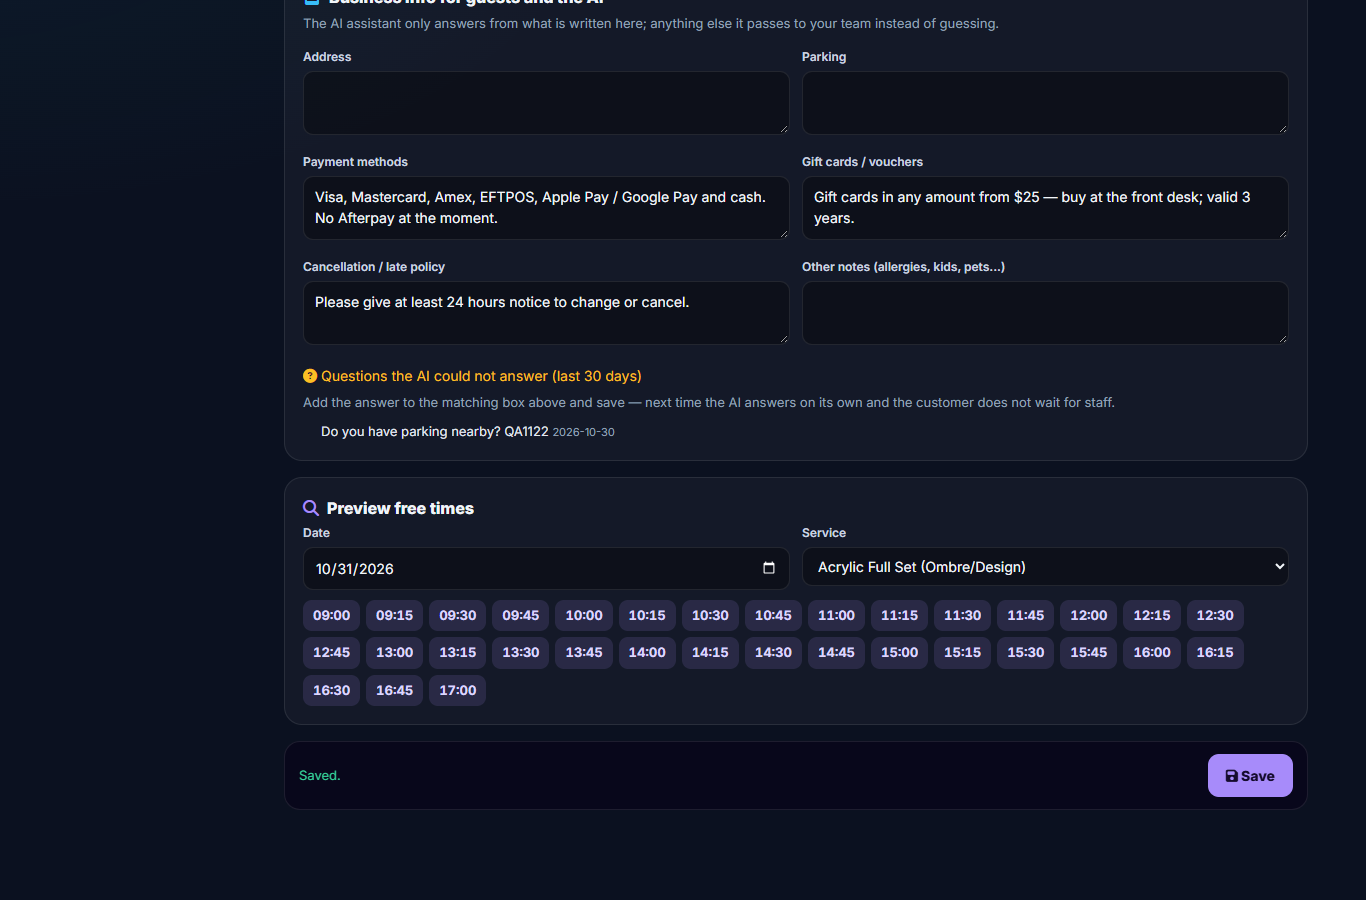 Business info for guests and the AI
The AI assistant only answers from what is written here; anything else it passes to your team instead of guessing.
Address
Parking
Payment methods
Gift cards / vouchers
Visa, Mastercard, Amex, EFTPOS, Apple Pay / Google Pay and cash.
No Afterpay at the moment.
Gift cards in any amount from $25 — buy at the front desk; valid 3
years.
Cancellation / late policy
Other notes (allergies, kids, pets...)
Please give at least 24 hours notice to change or cancel.
? Questions the AI could not answer (last 30 days)
Add the answer to the matching box above and save — next time the AI answers on its own and the customer does not wait for staff.
Do you have parking nearby? QA1122 2026-10-30
Preview free times
Date
Service
10/31/2026
Acrylic Full Set (Ombre/Design)
09:00 09:15 09:30 09:45 10:00 10:15 10:30 10:45 11:00 11:15 11:30 11:45 12:00 12:15 12:30
12:45 13:00 13:15 13:30 13:45 14:00 14:15 14:30 14:45 15:00 15:15 15:30 15:45 16:00 16:15
16:30 16:45 17:00
Saved.
Save